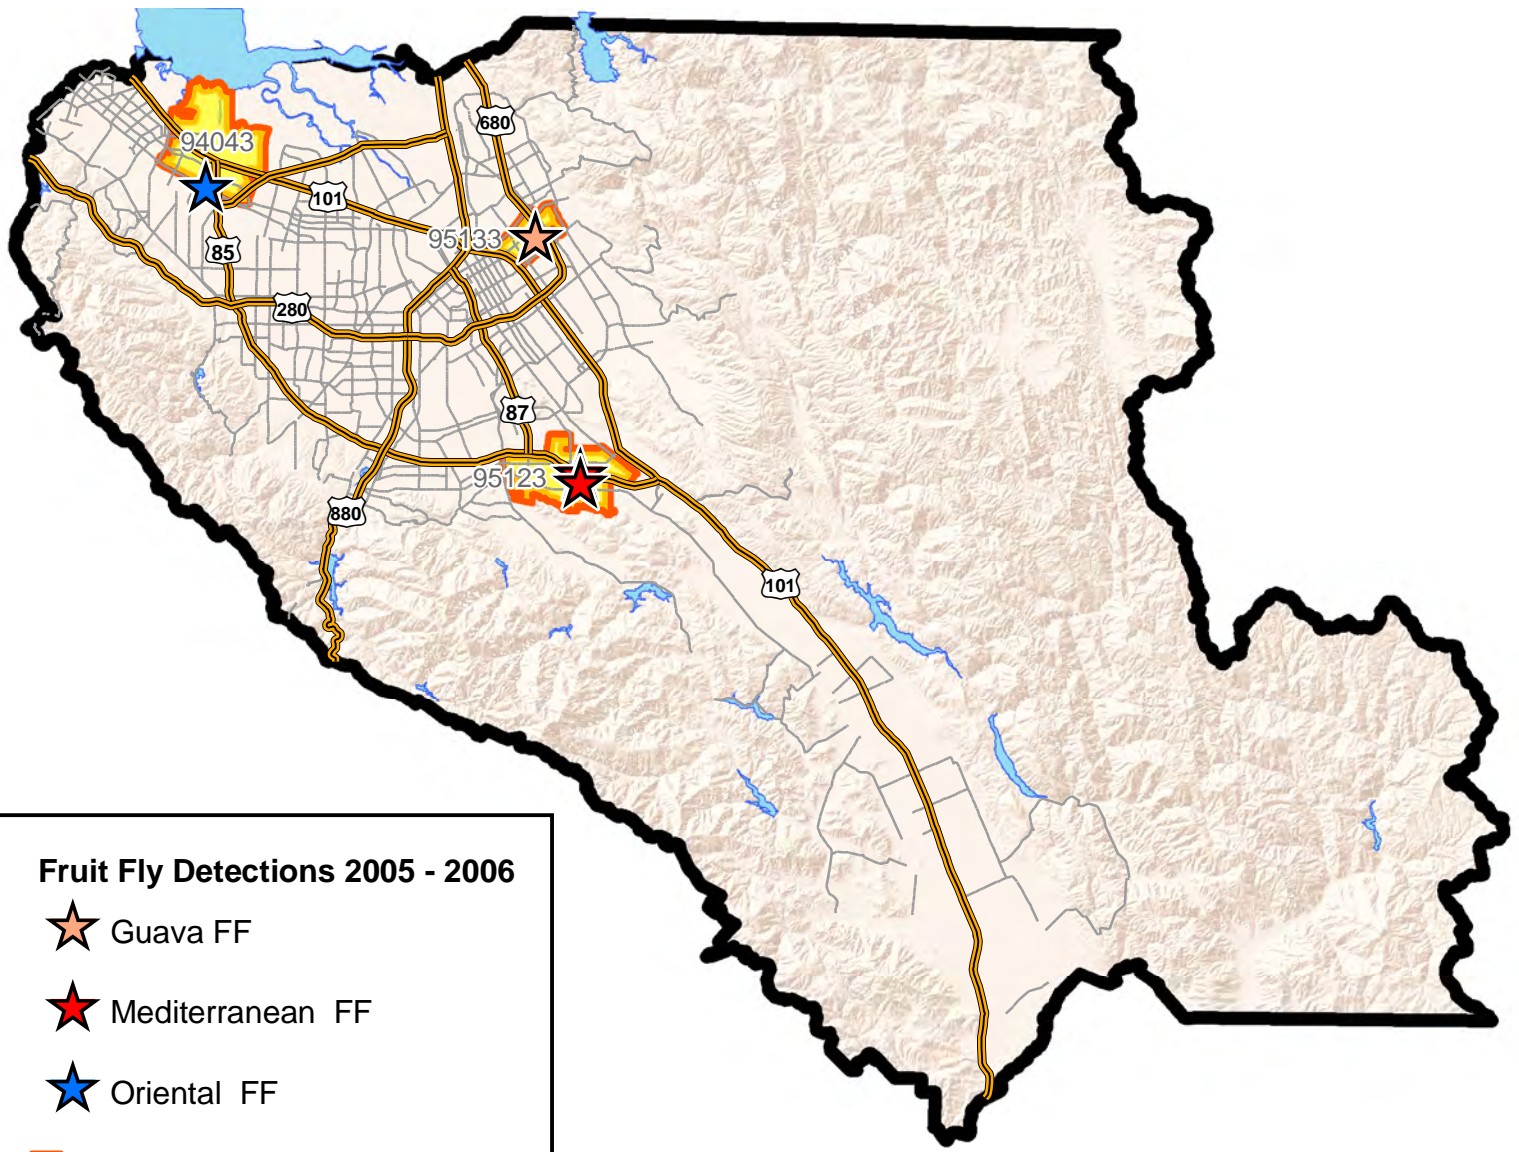 680
94043
101
95133
85
280
87
95123
880
101
Fruit Fly Detections 2005 - 2006
Guava FF
Mediterranean FF
Oriental FF